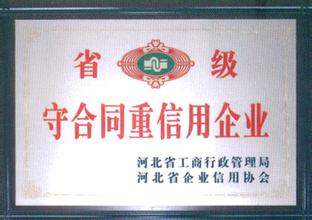 省级
守合同重信用企业
河北省工商行政管理局
河北省企业信用协会